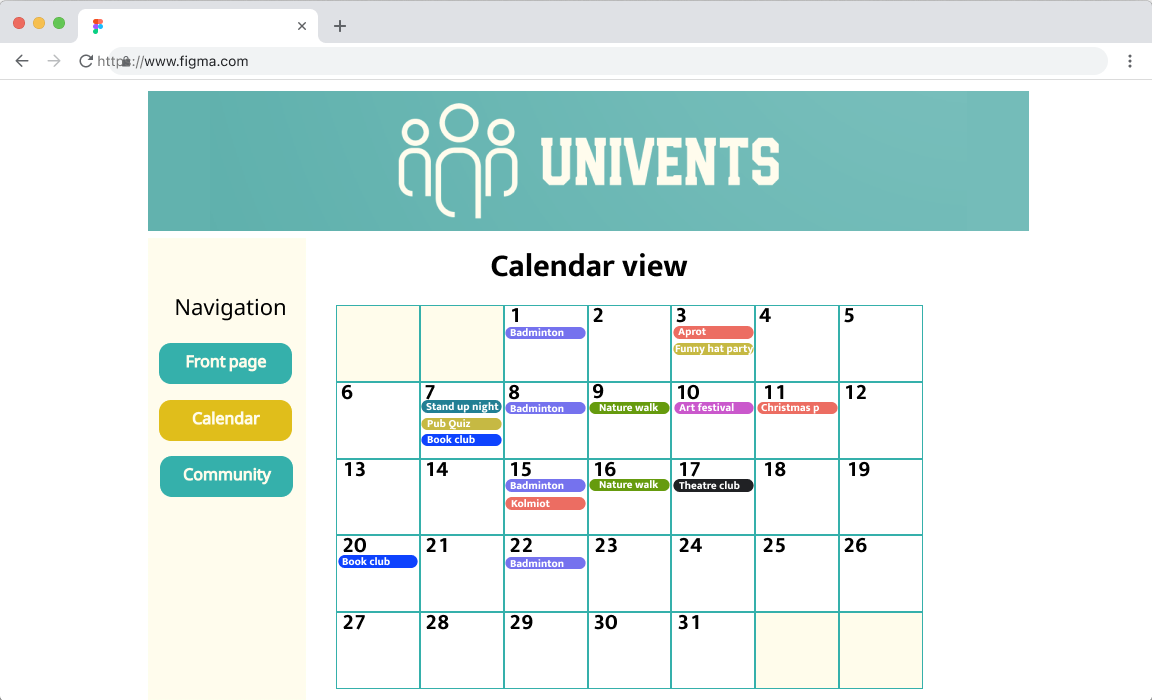 https://www.figma.com
UNIVENTS
Calendar view
Navigation
Front page
Calendar
Community
1 2 3 4 5
Badminton
Aprot
Funny hat party
6 7 8 9 10 11 12
Stand up night Badminton Nature walk Art festival Christmas p
Pub Quiz
Book club
13 14 15 16 17 18 19
Badminton Nature walk Theatre club
Kolmiot
20 21 22 23 24 25 26
Book club Badminton
27 28 29 30 31